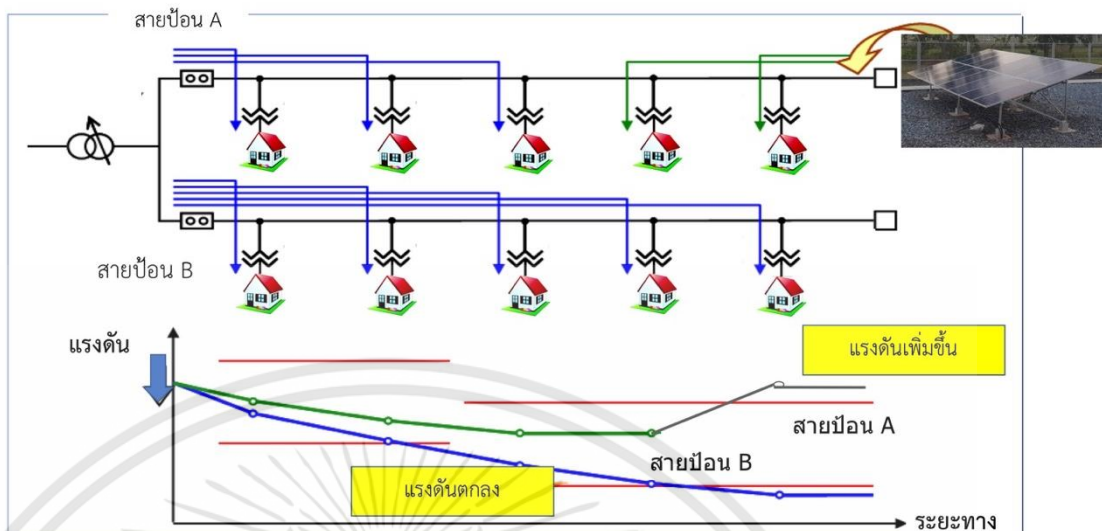 สายป้อน A
สายป้อน B
แรงดัน
แรงดันเพิ่มขึ้น
สายป้อน A
สายป้อน B
แรงดันตกลง
ระยะทาง